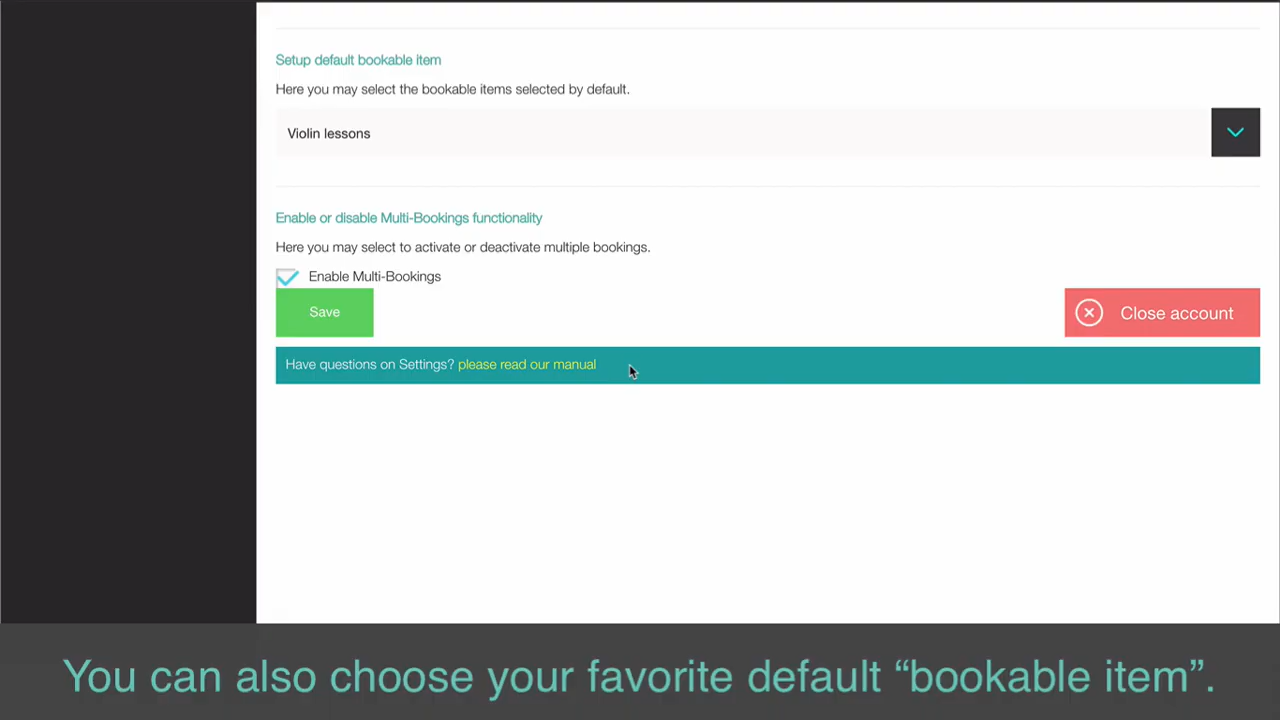 Setup default bookable item
Here you may select the bookable items selected by default.
Violin lessons
Enable or disable Multi-Bookings functionality
Here you may select to activate or deactivate multiple bookings.
Enable Multi-Bookings
Save
Close account
Have questions on Settings? please read our manual
You can also choose your favorite default “bookable item”.